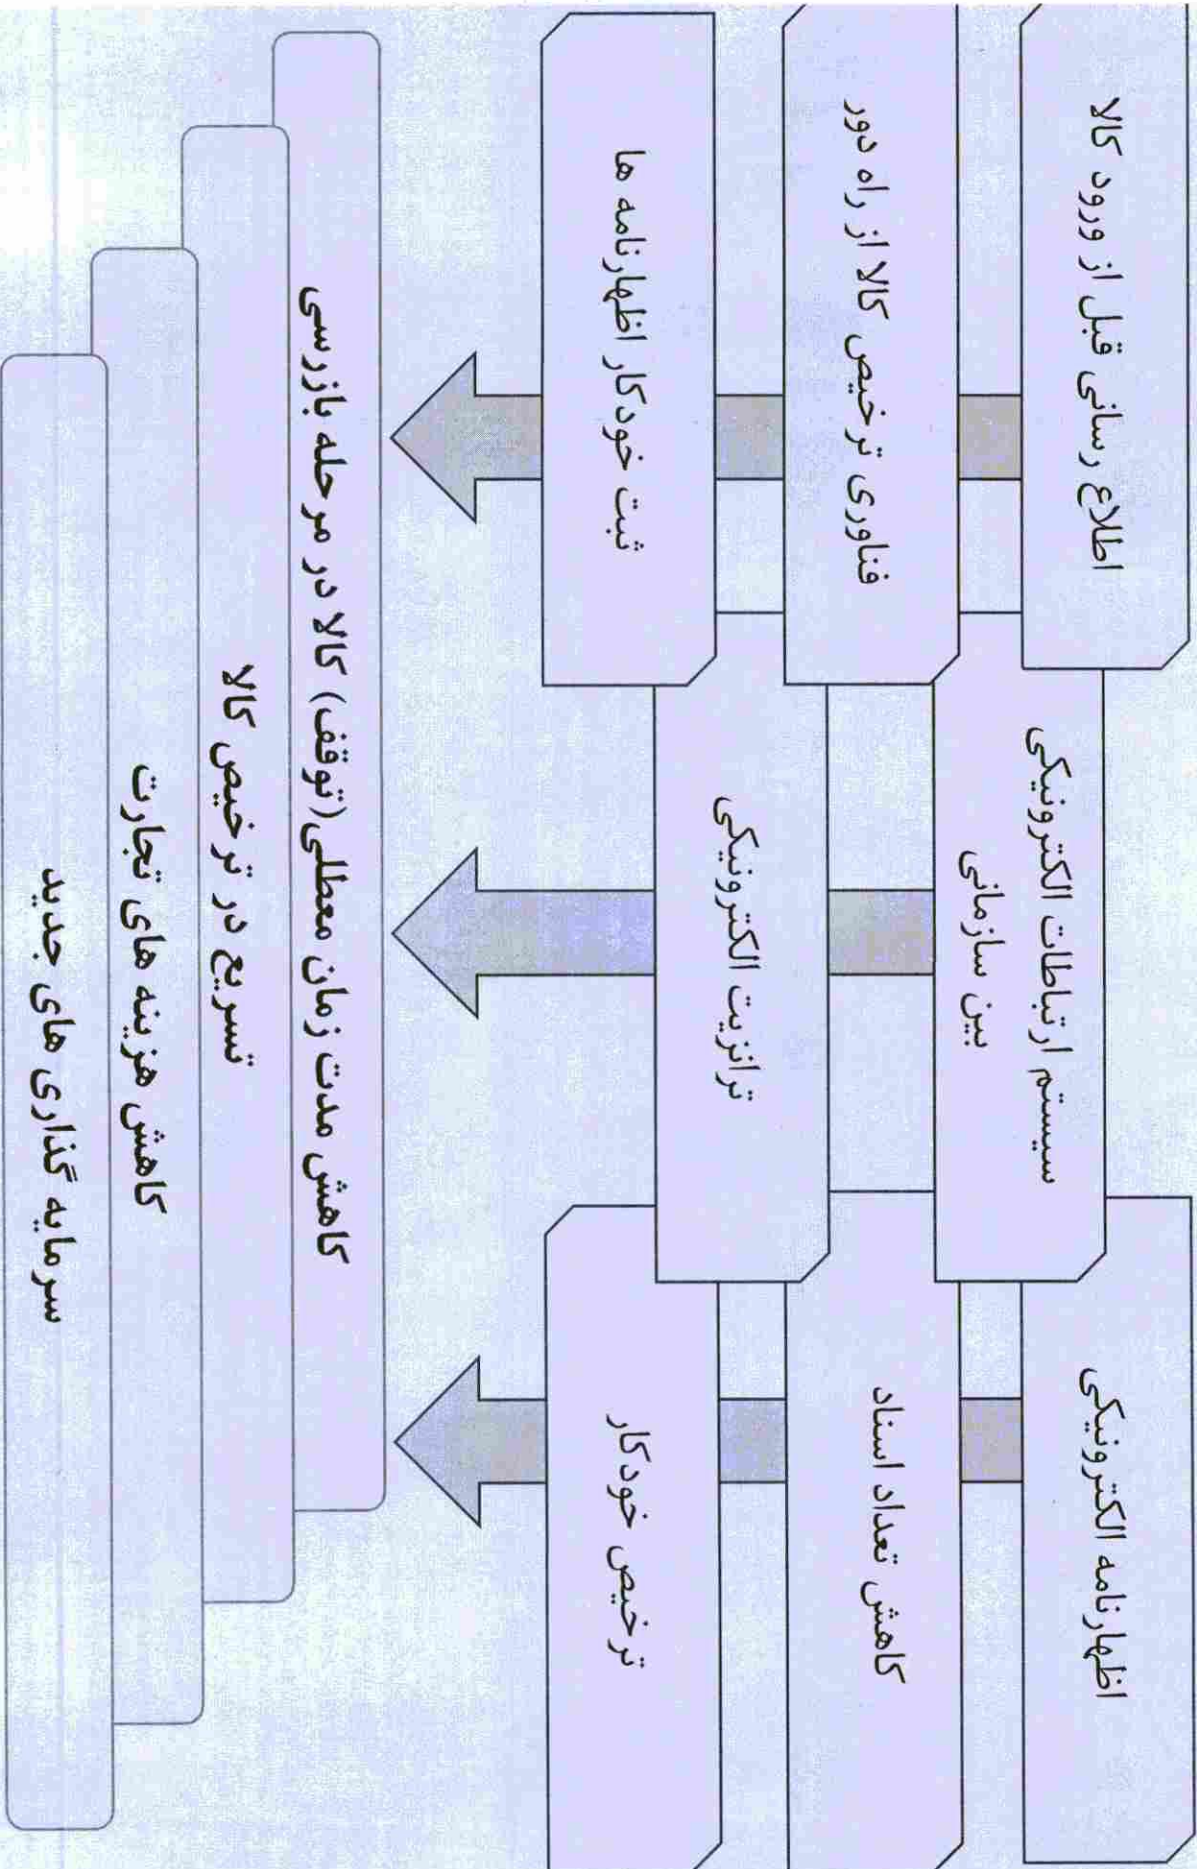 اظهارنامه الکترونیکی
سیستم ارتباطات الکترونیکی
بین سازمانی
اطلاع رسانی قبل از ورود کالا
کاهش تعداد اسناد
ترانزیت الکترونیکی
فناوری ترخیص کالا از راه دور
ترخیص خودکار
ثبت خودکار اظهارنامه ها
کاهش مدت زمان معطلی(توقف) کالا در مرحله بازرسی
تسریع در ترخیص کالا
کاهش هزینه های تجارت
سرمایه گذاری های جدید